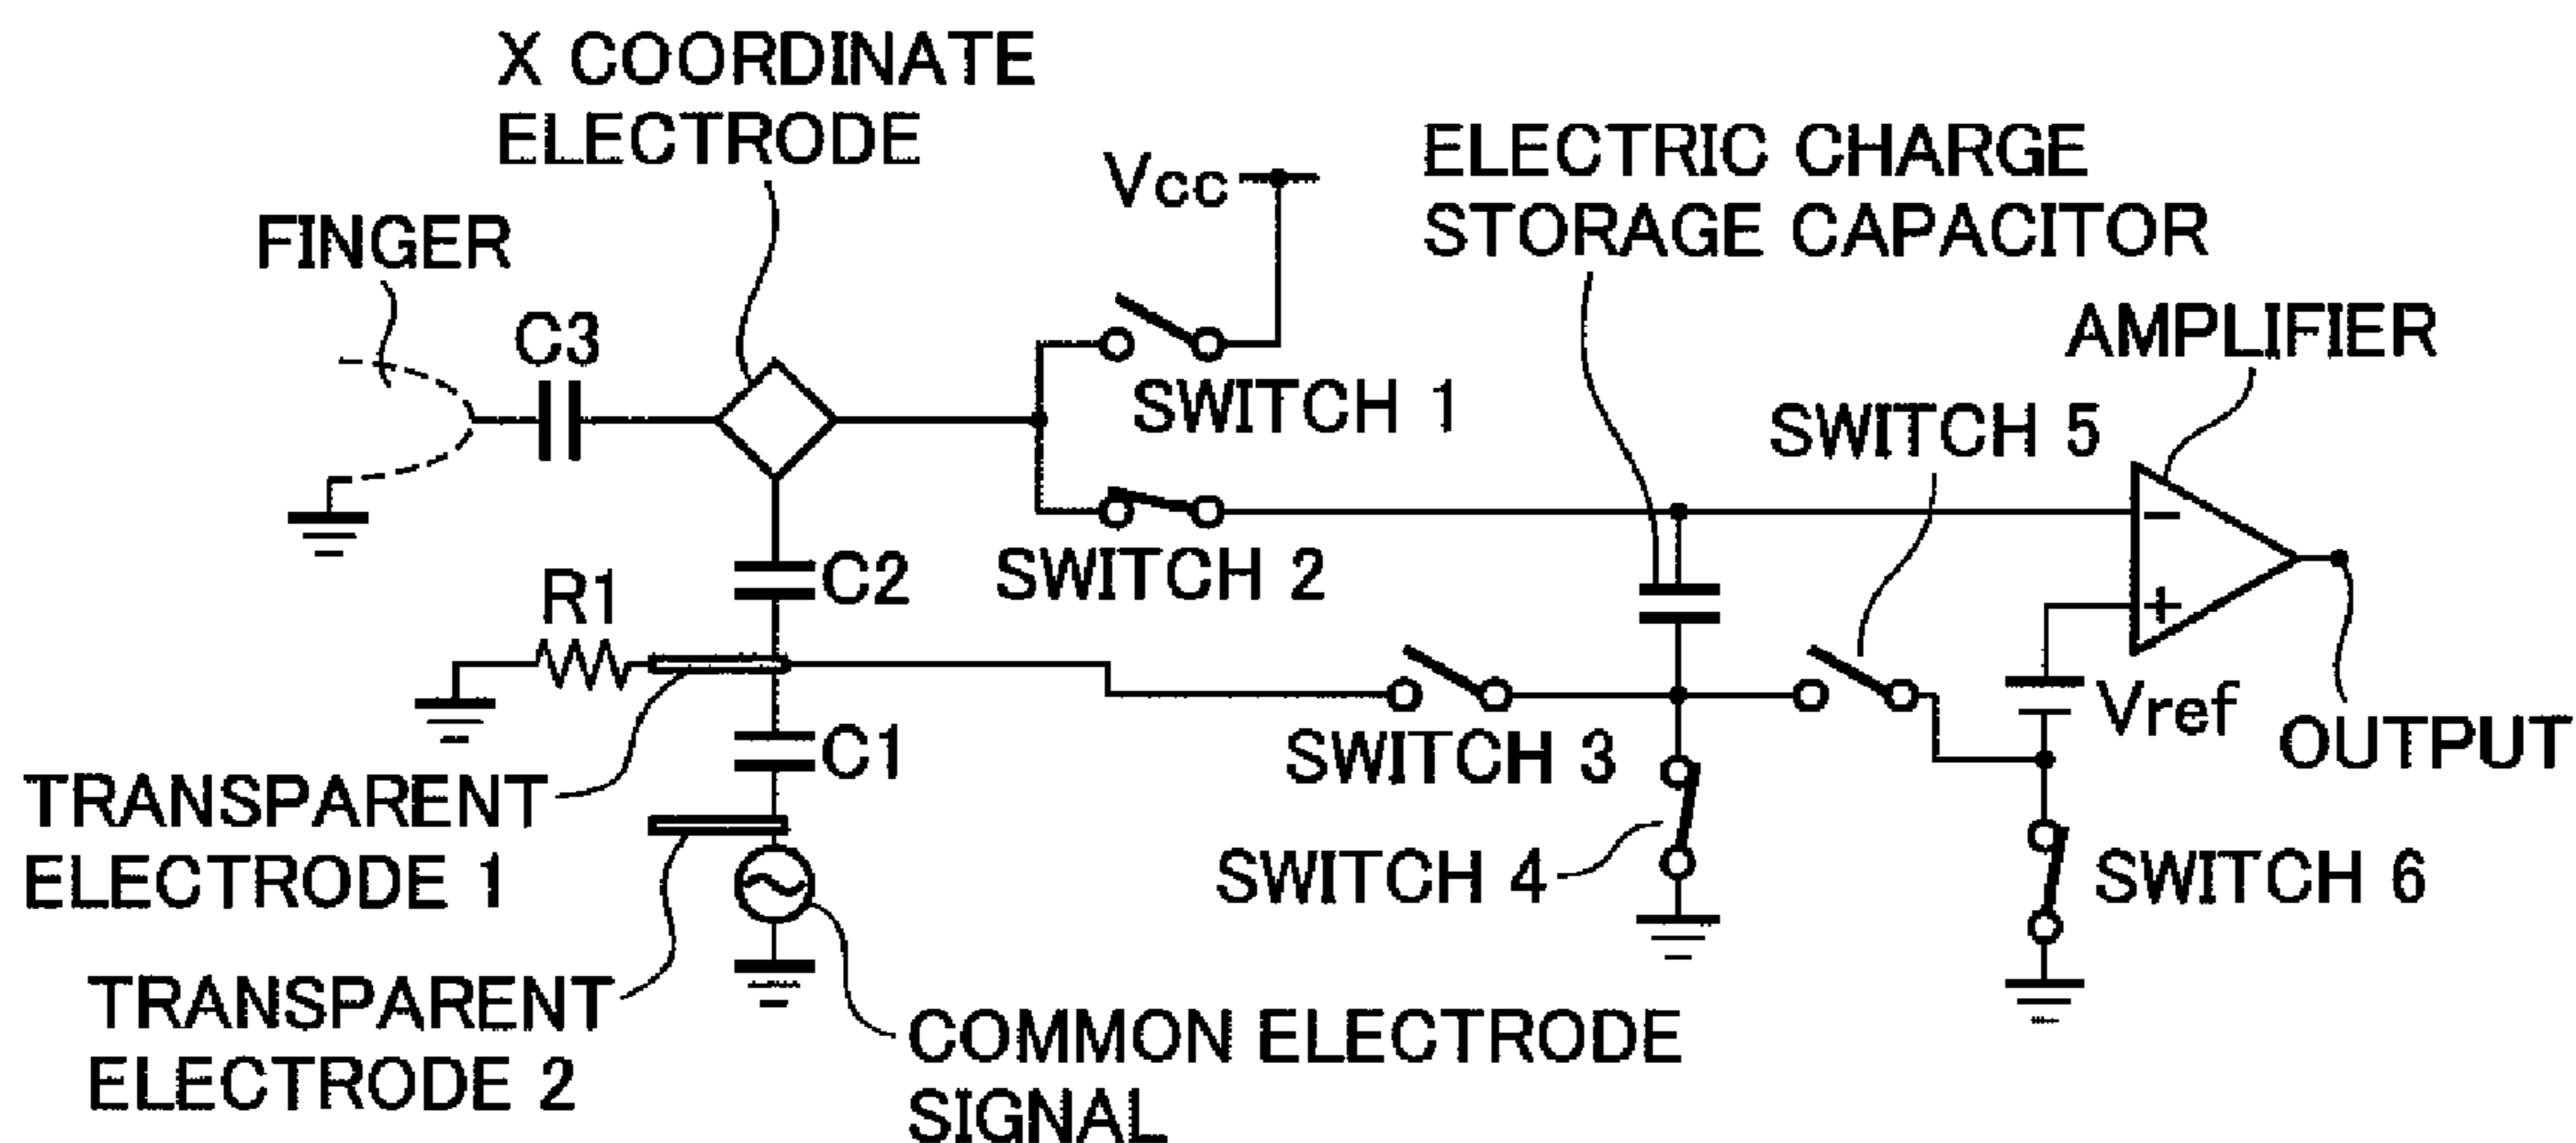 X COORDINATE
ELECTRODE
Vcc
ELECTRIC CHARGE
STORAGE CAPACITOR
FINGER
C3
AMPLIFIER
SWITCH 1
SWITCH 5
−
SWITCH 2
C2
R1
+
Vref
OUTPUT
SWITCH 3
C1
TRANSPARENT
ELECTRODE 1
SWITCH 4
SWITCH 6
TRANSPARENT
ELECTRODE 2
COMMON ELECTRODE
SIGNAL